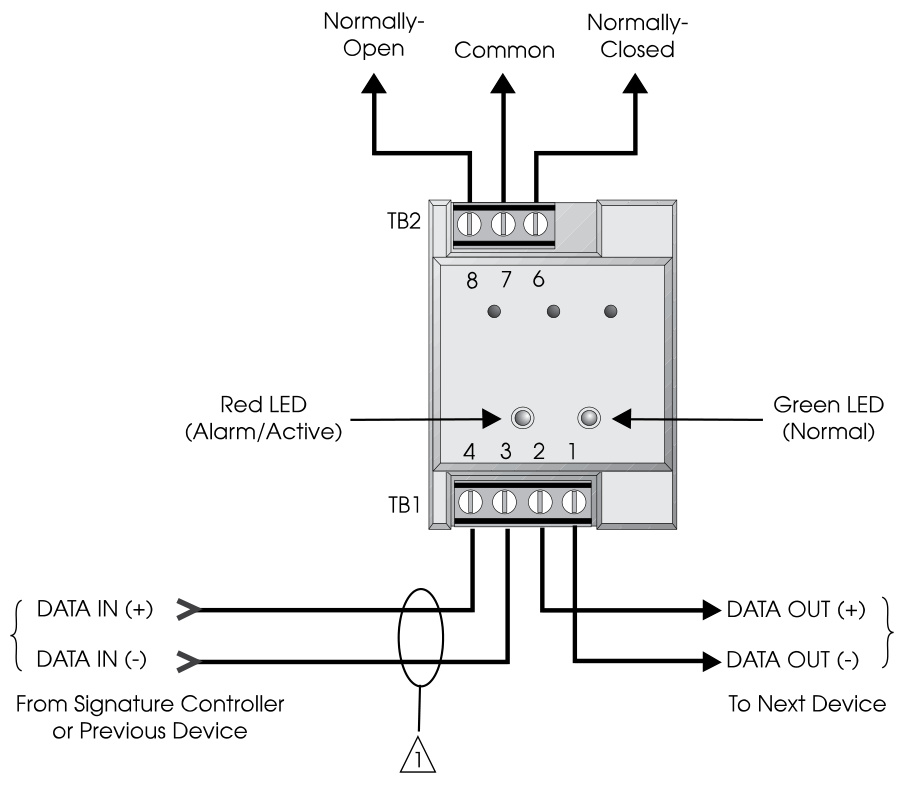 Normally-
Open
Common
Normally-
Closed
TB2
8 7 6
Red LED
(Alarm/Active)
Green LED
(Normal)
4 3 2 1
TB1
DATA IN (+)
DATA OUT (+)
DATA IN (-)
DATA OUT (-)
From Signature Controller
or Previous Device
To Next Device
1